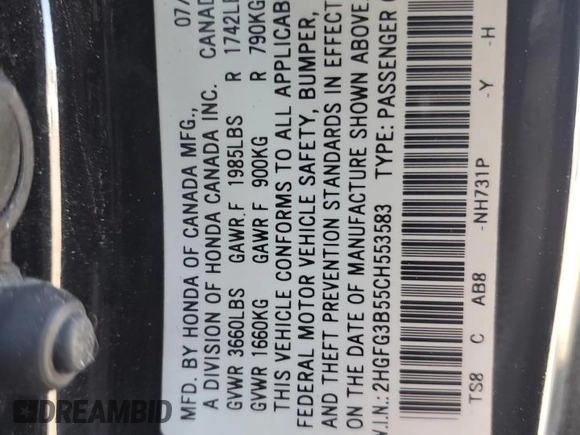 MFD. BY HONDA OF CANADA MFG., 07/
A DIVISION OF HONDA CANADA INC. CANAD
GVWR 3660LBS GAWR.F 1985LBS R 1742LB
GVWR 1660KG GAWR F 900KG R 790KG
THIS VEHICLE CONFORMS TO ALL APPLICAB
FEDERAL MOTOR VEHICLE SAFETY, BUMPER,
AND THEFT PREVENTION STANDARDS IN EFFECT
ON THE DATE OF MANUFACTURE SHOWN ABOVE.
V.I.N.: 2HGFG3B55CH553583 TYPE: PASSENGER
TS8 C AB8 -NH731P -Y -H
DREAMBID